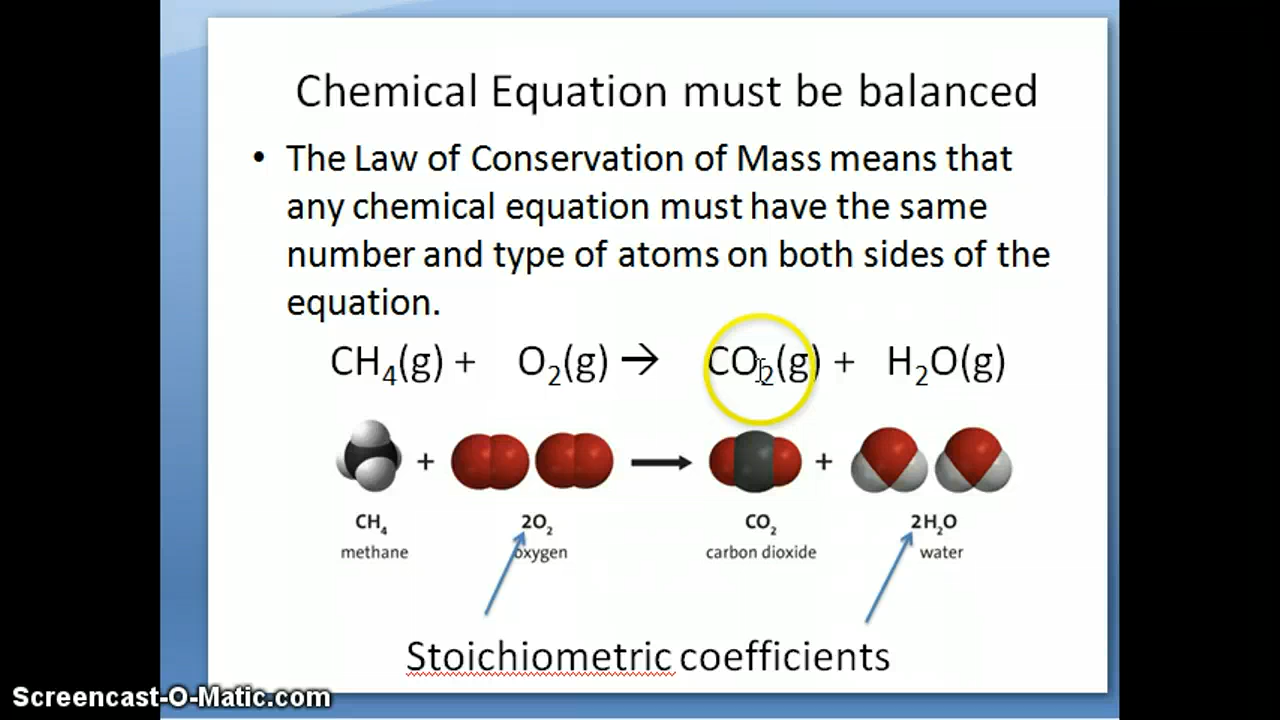 Chemical Equation must be balanced
• The Law of Conservation of Mass means that
any chemical equation must have the same
number and type of atoms on both sides of the
equation.
CH₄(g) + O₂(g) → CO₂(g) + H₂O(g)
+ + 
CH₄ 2O₂ CO₂ 2H₂O
methane oxygen carbon dioxide water
Stoichiometric coefficients
Screencast-O-Matic.com